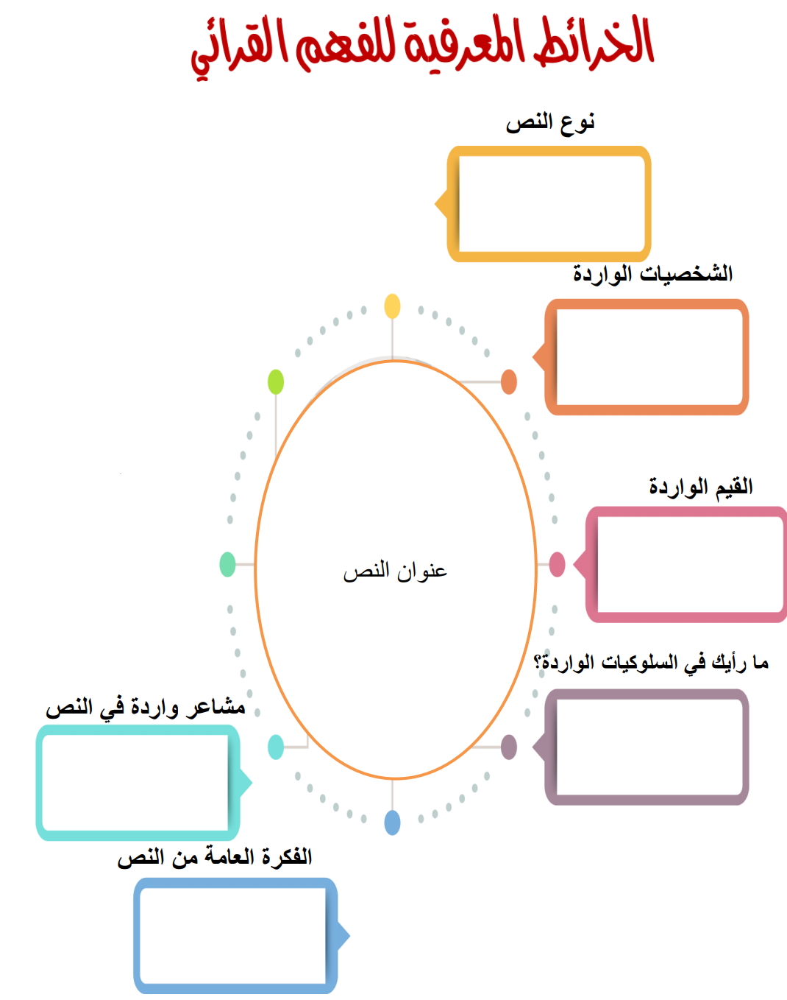 الخرائط المعرفية للفهم القرائي
نوع النص
الشخصيات الواردة
القيم الواردة
عنوان النص
ما رأيك في السلوكيات الواردة؟
مشاعر واردة في النص
الفكرة العامة من النص